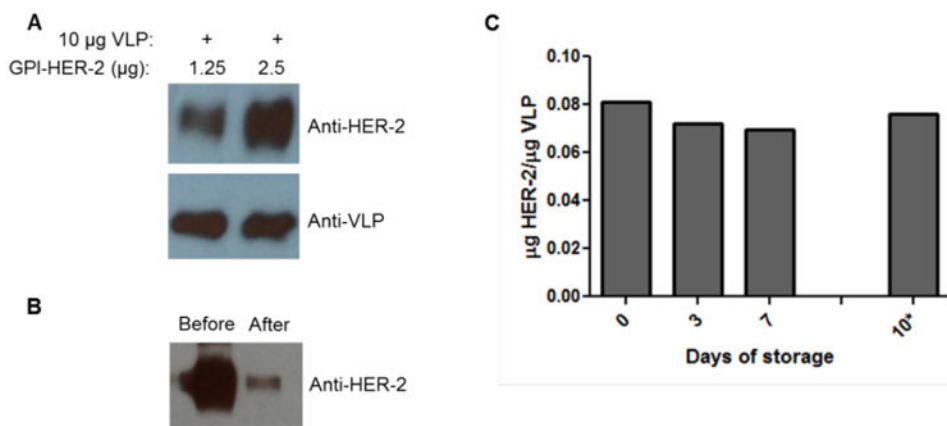 A
10 µg VLP: + +
GPI-HER-2 (µg): 1.25 2.5
Anti-HER-2
Anti-VLP
B
Before After
Anti-HER-2
C
0.10
0.08
0.06
0.04
0.02
0.00
µg HER-2/µg VLP
0 3 7 10*
Days of storage